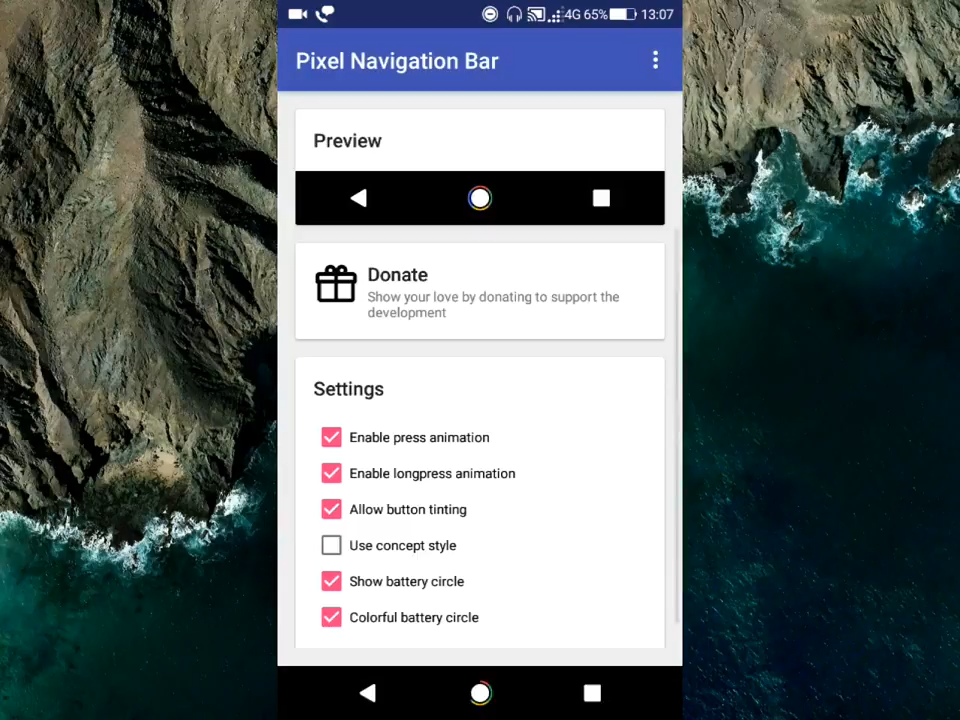 4G 65% 13:07
Pixel Navigation Bar
Preview
Donate
Show your love by donating to support the
development
Settings
Enable press animation
Enable longpress animation
Allow button tinting
Use concept style
Show battery circle
Colorful battery circle